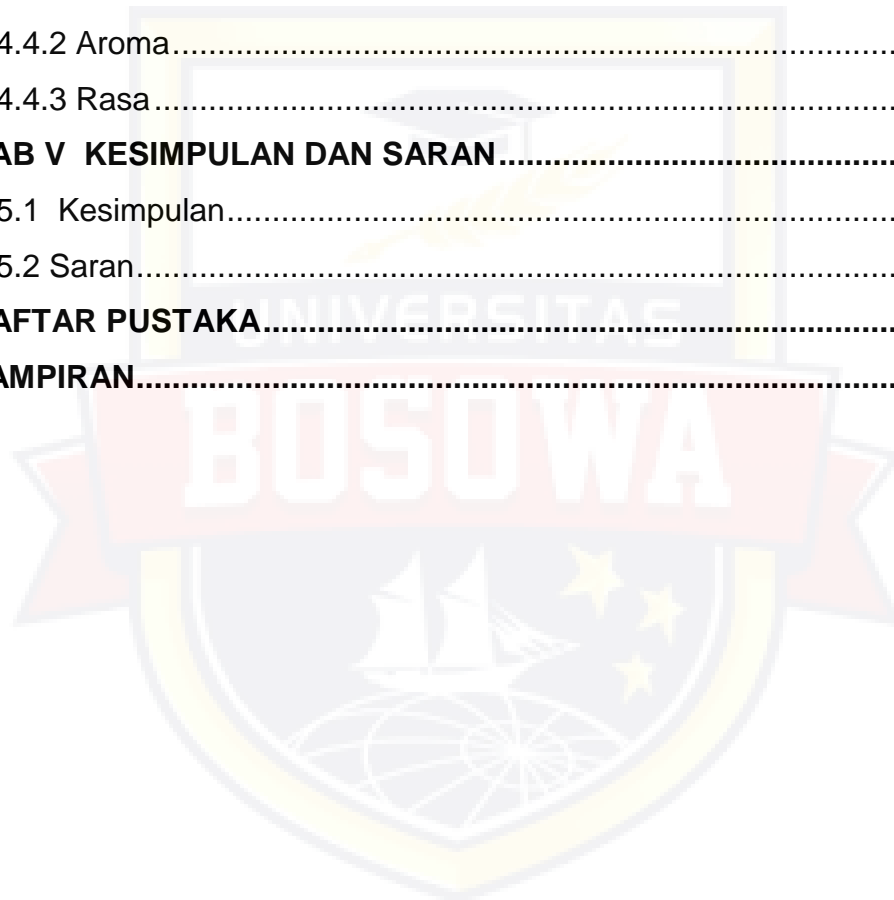 4.4.2 Aroma........................................................................
4.4.3 Rasa..........................................................................
AB V  KESIMPULAN DAN SARAN...........................................
5.1  Kesimpulan.................................................................
5.2 Saran...........................................................................
AFTAR PUSTAKA.................................................................
AMPIRAN..............................................................................
UNIVERSITAS
BOSOWA